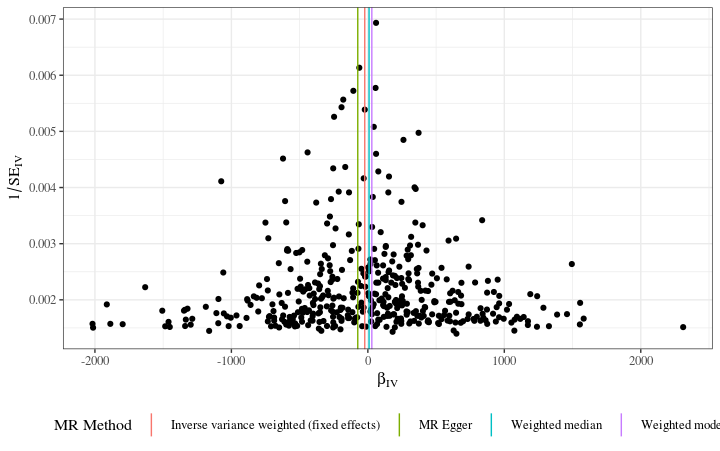 0.007
0.006
0.005
0.004
0.003
0.002
1/SE_IV
-2000 -1000 0 1000 2000
β_IV
MR Method Inverse variance weighted (fixed effects) MR Egger Weighted median Weighted mode